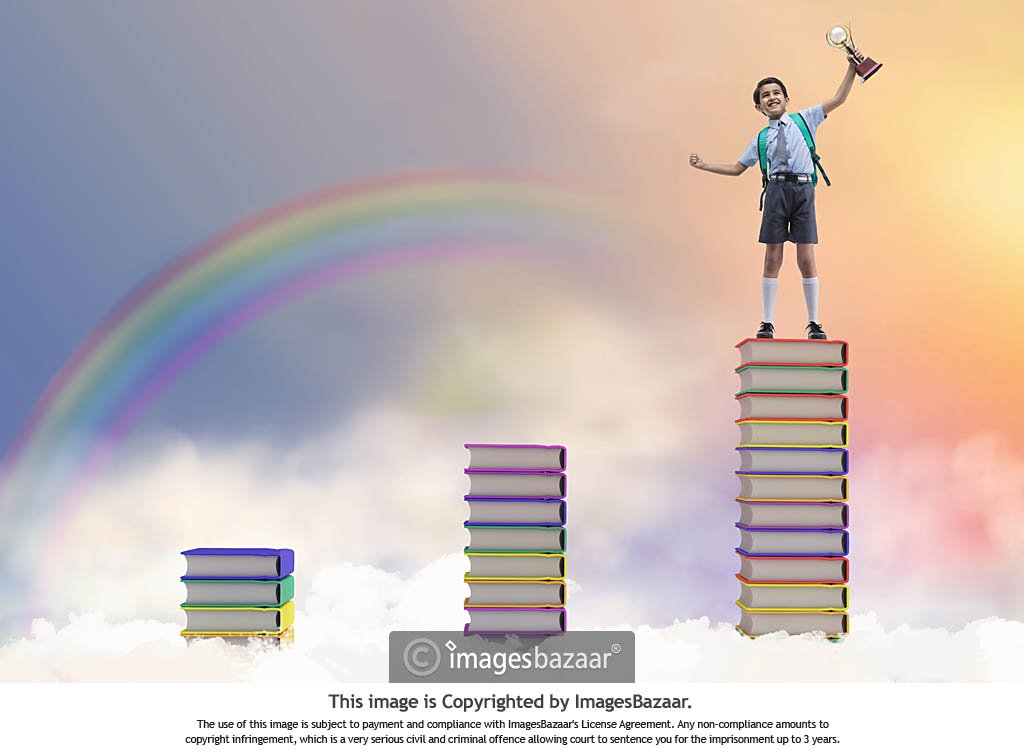 © imagesbazaar®
This image is Copyrighted by ImagesBazaar.
The use of this image is subject to payment and compliance with ImagesBazaar's License Agreement. Any non-compliance amounts to
copyright infringement, which is a very serious civil and criminal offence allowing court to sentence you for the imprisonment up to 3 years.